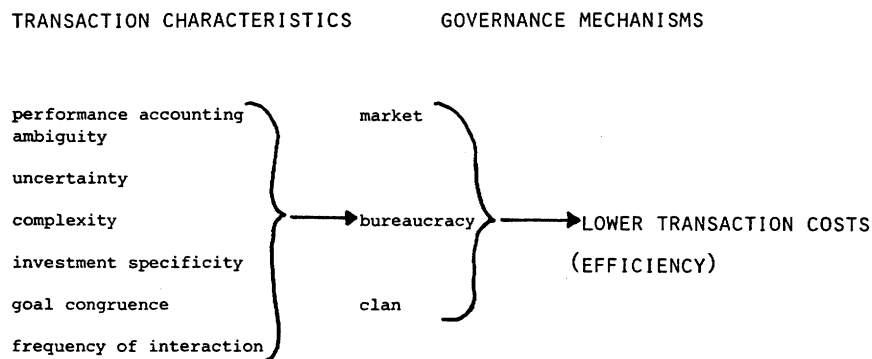 TRANSACTION CHARACTERISTICS
GOVERNANCE MECHANISMS
performance accounting
ambiguity
uncertainty
complexity
investment specificity
goal congruence
frequency of interaction
market
bureaucracy
clan
LOWER TRANSACTION COSTS
(EFFICIENCY)